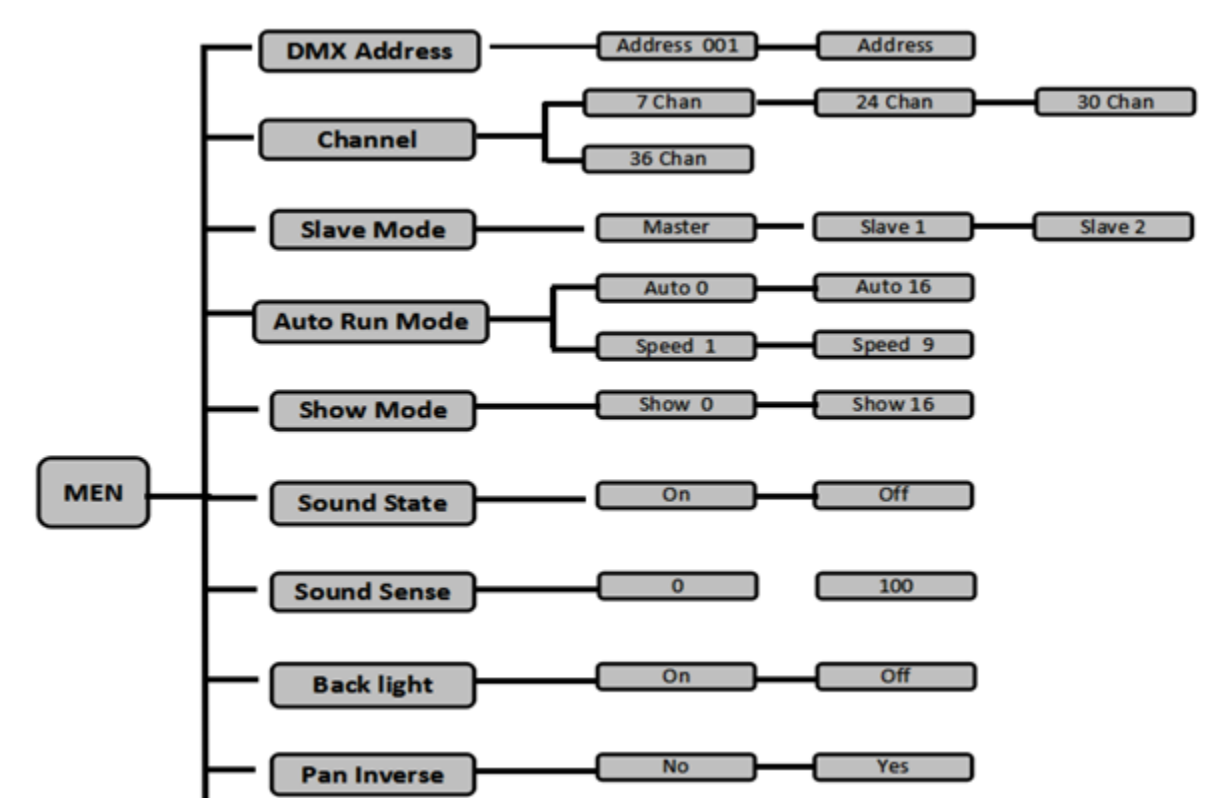 DMX Address Address 001 Address
7 Chan 24 Chan 30 Chan
Channel
36 Chan
Slave Mode Master Slave 1 Slave 2
Auto 0 Auto 16
Auto Run Mode
Speed 1 Speed 9
Show Mode Show 0 Show 16
MEN
Sound State On Off
Sound Sense 0 100
Back light On Off
Pan Inverse No Yes